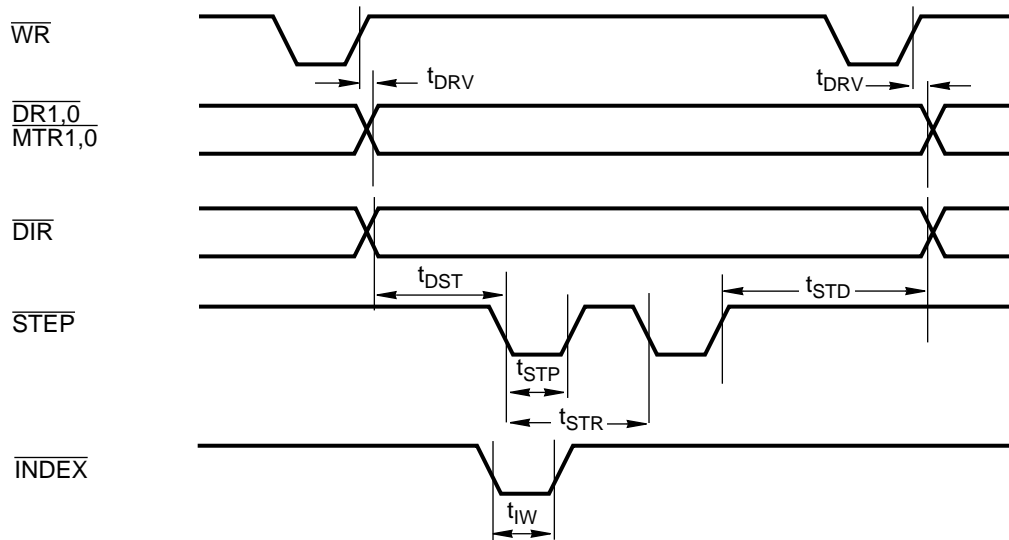 WR
tDRV
tDRV
DR1,0
MTR1,0
DIR
tDST
tSTD
STEP
tSTP
tSTR
INDEX
tIW